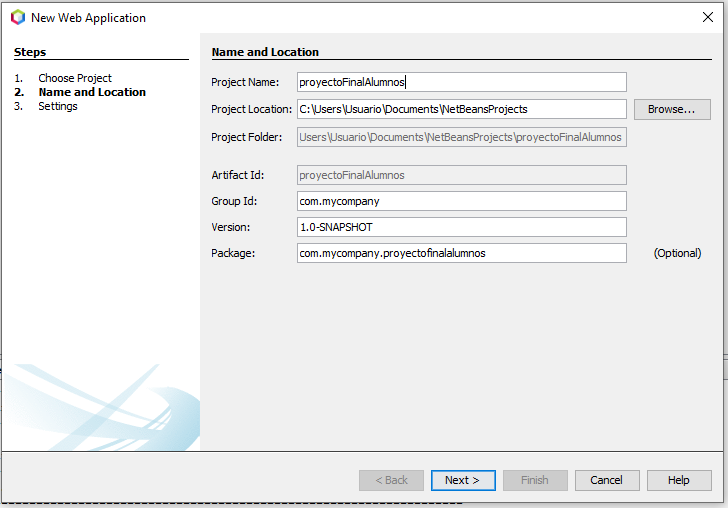 New Web Application
Steps
1. Choose Project
2. Name and Location
3. Settings
Name and Location
Project Name: proyectoFinalAlumnos
Project Location: C:\Users\Usuario\Documents\NetBeansProjects Browse...
Project Folder: Users\Usuario\Documents\NetBeansProjects\proyectoFinalAlumnos
Artifact Id: proyectoFinalAlumnos
Group Id: com.mycompany
Version: 1.0-SNAPSHOT
Package: com.mycompany.proyectofinalalumnos (Optional)
< Back Next > Finish Cancel Help